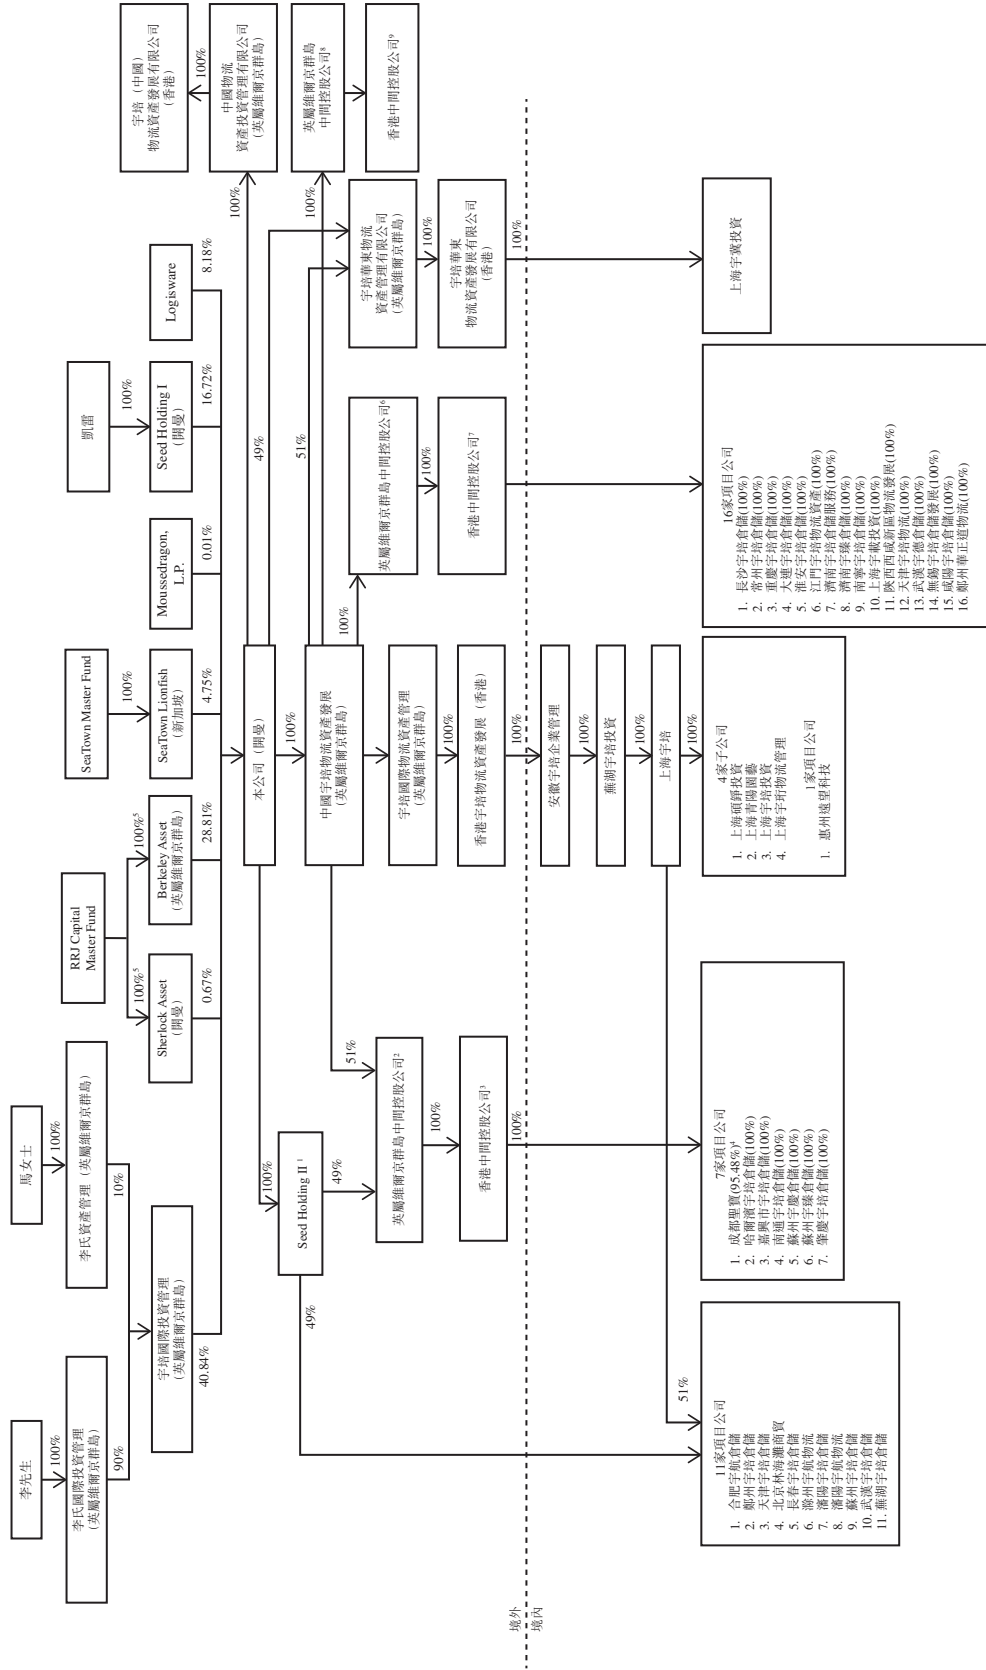 李先生
100%
李氏國際投資管理
（英屬維爾京群島）
90%
馬女士
100%
李氏資產管理（英屬維爾京群島）
10%
宇培國際投資管理
（英屬維爾京群島）
40.84%
RRJ Capital
Master Fund
100%⁵
100%⁵
Sherlock Asset
（開曼）
0.67%
Berkeley Asset
（英屬維爾京群島）
28.81%
SeaTown Master Fund
100%
SeaTown Lionfish
（新加坡）
4.75%
Moussedragon,
L.P.
0.01%
凱雷
100%
Seed Holding I
（開曼）
16.72%
Logisware
8.18%
本公司（開曼）
100%
100%
49%
100%
中國物流
資產投資管理有限公司
（英屬維爾京群島）
100%
宇培（中國）
物流資產發展有限公司
（香港）
Seed Holding II ¹
49%
49%
中國宇培物流資產發展
（英屬維爾京群島）
51%
100%
51%
100%
英屬維爾京群島
中間控股公司⁸
香港中間控股公司⁹
英屬維爾京群島中間控股公司²
100%
香港中間控股公司³
100%
宇培國際物流資產管理
（英屬維爾京群島）
100%
香港宇培物流資產發展（香港）
100%
英屬維爾京群島中間控股公司⁶
100%
香港中間控股公司⁷
宇培華東物流
資產管理有限公司
（英屬維爾京群島）
100%
宇培華東
物流資產發展有限公司
（香港）
100%
境外
境內
安徽宇培企業管理
100%
蕪湖宇培投資
100%
上海宇培
100%
51%
11家項目公司
1. 合肥宇航倉儲
2. 鄭州宇培倉儲
3. 天津宇培倉儲
4. 北京林海灘商貿
5. 長春宇培倉儲
6. 滁州宇航物流
7. 瀋陽宇培倉儲
8. 瀋陽宇航物流
9. 蘇州宇培倉儲
10. 武漢宇培倉儲
11. 蕪湖宇培倉儲
7家項目公司
1. 成都聖寶(95.48%)⁴
2. 哈爾濱宇培倉儲(100%)
3. 嘉興市宇培倉儲(100%)
4. 南通宇培倉儲(100%)
5. 蘇州宇慶倉儲(100%)
6. 蘇州宇臻倉儲(100%)
7. 肇慶宇培倉儲(100%)
4家子公司
1. 上海碩錚投資
2. 上海青陽園藝
3. 上海宇培投資
4. 上海宇珩物流管理
1家項目公司
1. 惠州遠望科技
16家項目公司
1. 長沙宇培倉儲(100%)
2. 常州宇培倉儲(100%)
3. 重慶宇培倉儲(100%)
4. 大連宇培倉儲(100%)
5. 淮安宇培倉儲(100%)
6. 江門宇培物流資產(100%)
7. 濟南宇培倉儲服務(100%)
8. 濟南宇臻倉儲(100%)
9. 南寧宇培倉儲(100%)
10. 上海宇載投資(100%)
11. 陝西西咸新區物流發展(100%)
12. 天津宇培物流(100%)
13. 武漢宇德倉儲(100%)
14. 無錫宇培倉儲發展(100%)
15. 咸陽宇培倉儲(100%)
16. 鄭州華正道物流(100%)
上海宇冀投資